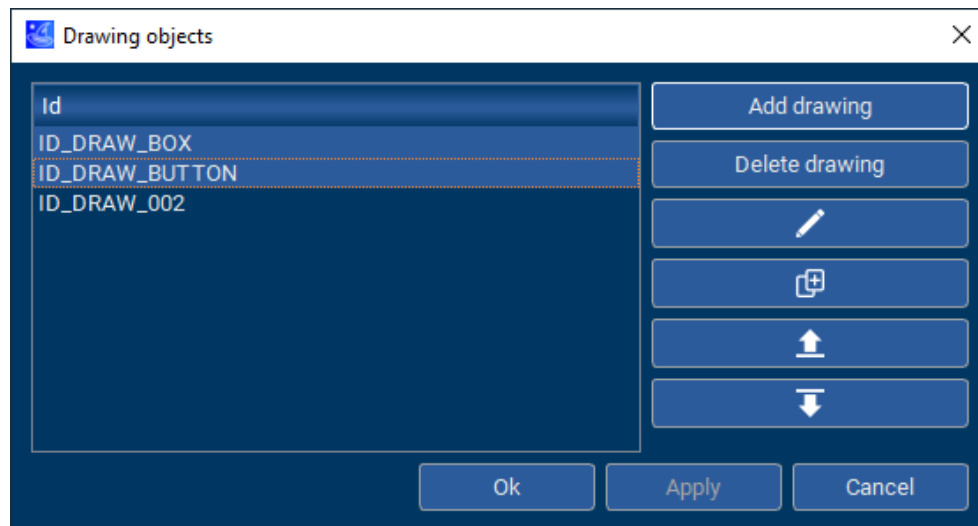 Drawing objects
Id
ID_DRAW_BOX
ID_DRAW_BUTTON
ID_DRAW_002
Add drawing
Delete drawing
Ok
Apply
Cancel